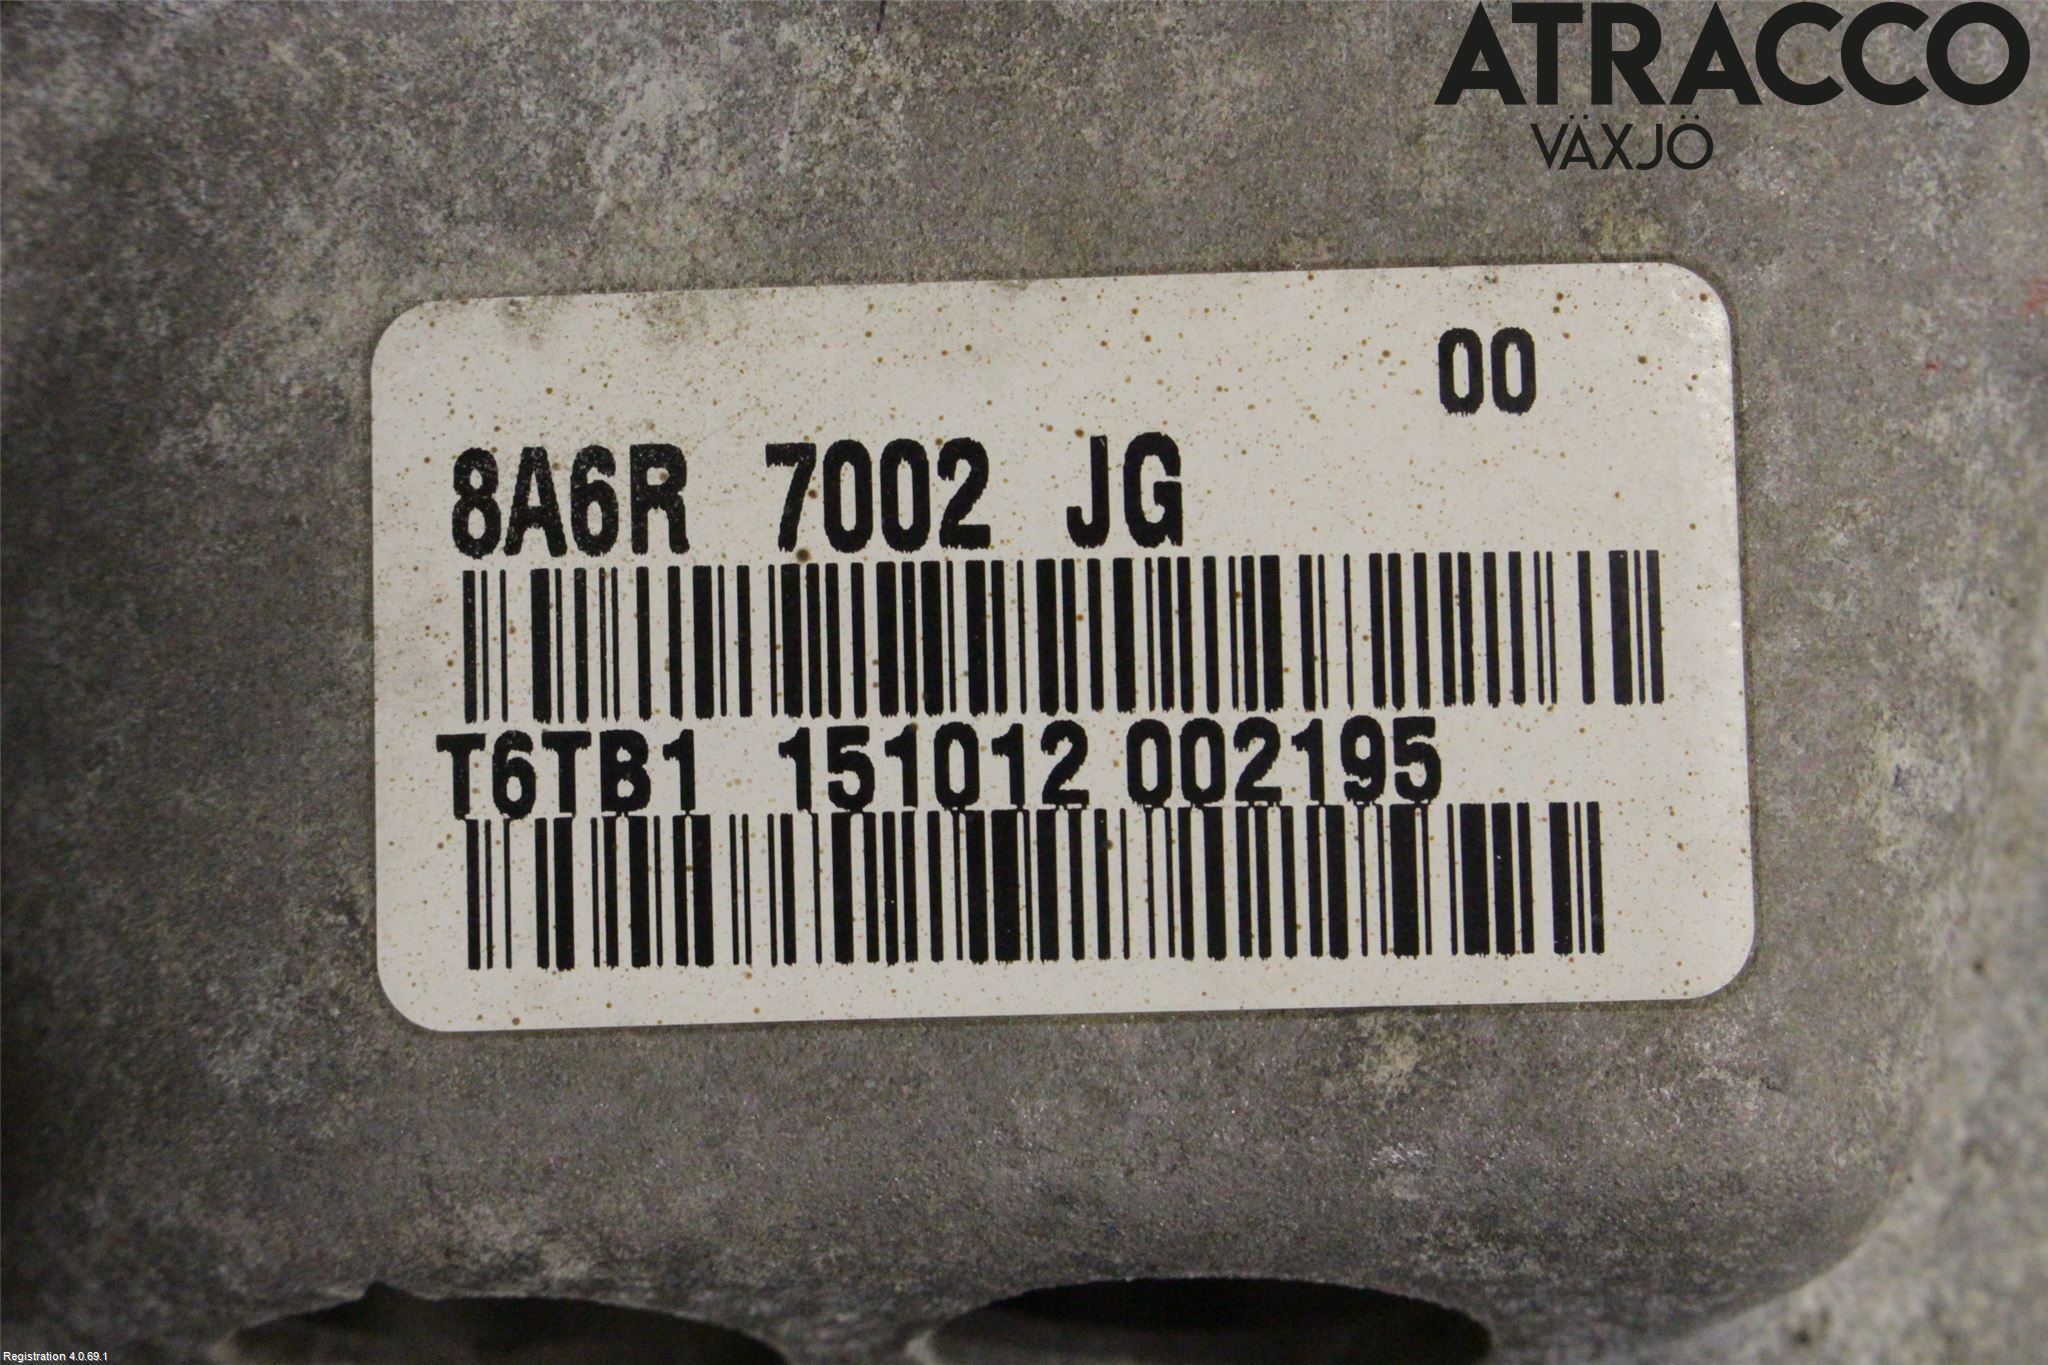 ATRACCO
VÄXJÖ
00
8A6R 7002 JG
T6TB1 151012 002195
Registration 4.0.69.1